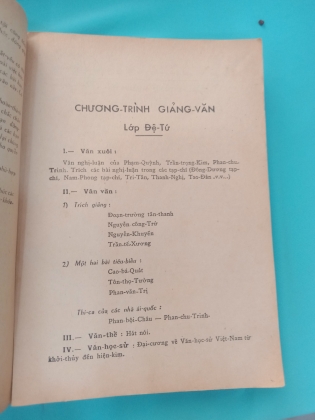 CHƯƠNG-TRÌNH GIẢNG-VĂN
Lớp Đệ-Tứ
I.— Văn xuôi :
Văn nghị-luận của Phạm-Quỳnh, Trần-trọng-Kim, Phan-chu-
Trinh. Trích các bài nghị-luận trong các tạp-chí (Đông-Dương tạp-
chí, Nam-Phong tạp-chí, Tri-Tân, Thanh-Nghị, Tao-Đàn .v.v...)
II.— Văn vần :
1) Trích giảng :
Đoạn-trường tân-thanh
Nguyễn-công-Trứ
Nguyễn-Khuyến
Trần-tế-Xương
2) Một hai bài tiêu-biểu :
Cao-bá-Quát
Tôn-thọ-Tường
Phan-văn-Trị
Thi-ca của các nhà ái-quốc :
Phan-bội-Châu — Phan-chu-Trinh.
III.— Văn-thể : Hát nói.
IV.— Văn-học-sử : Đại-cương về Văn-học-sử Việt-Nam từ
khởi-thủy đến hiện-kim.